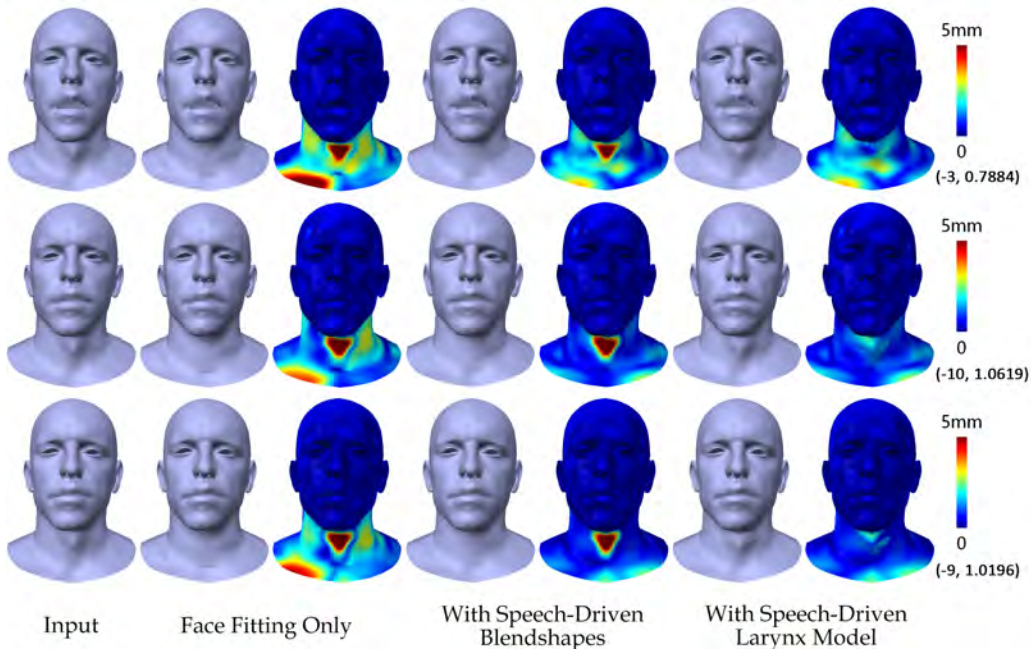 5mm
0
(-3, 0.7884)
5mm
0
(-10, 1.0619)
5mm
0
(-9, 1.0196)
Input
Face Fitting Only
With Speech-Driven
Blendshapes
With Speech-Driven
Larynx Model